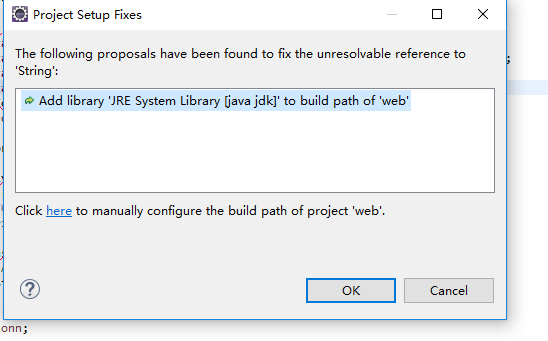 Project Setup Fixes
The following proposals have been found to fix the unresolvable reference to
'String':
Add library 'JRE System Library [java jdk]' to build path of 'web'
Click here to manually configure the build path of project 'web'.
OK
Cancel
onn;